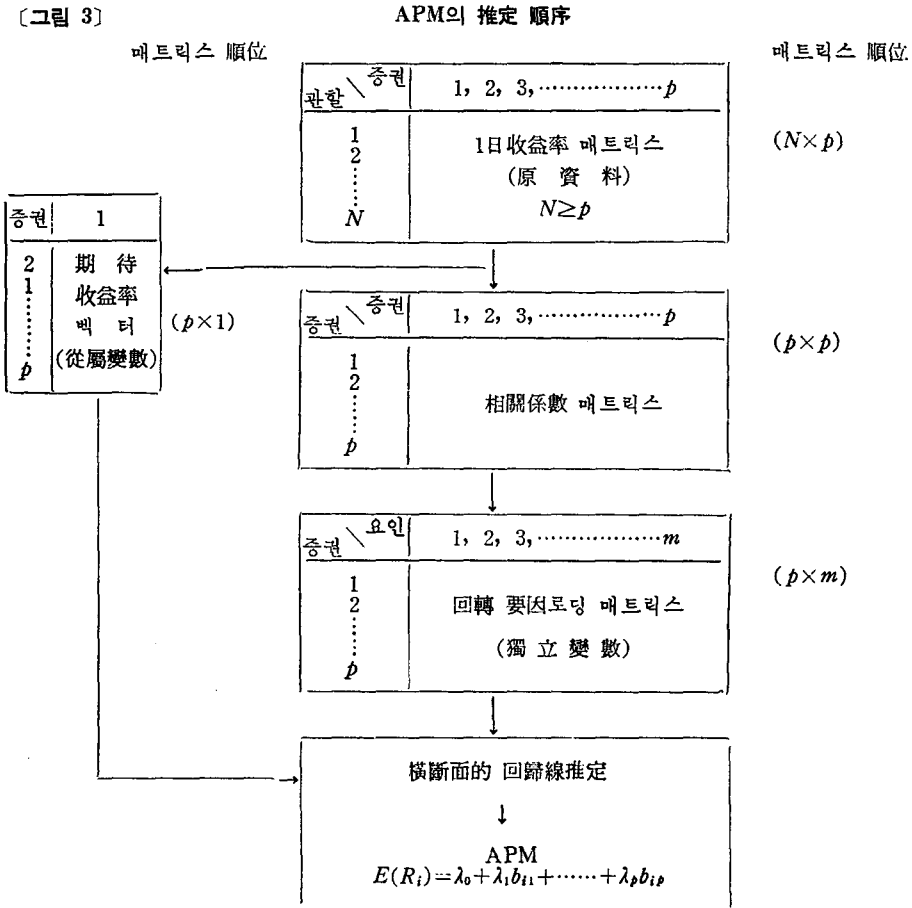 〔그림 3〕 APM의 推定 順序
매트릭스 順位 매트릭스 順位
관할 \ 증권 1, 2, 3, ⋯⋯⋯⋯⋯⋯p
1
2
⋮
N
1日收益率 매트릭스
(原 資 料)
N≥p
(N×p)
증권 1
2
1
⋮
p
期 待
收益率
벡 터
(從屬變數)
(p×1)
증권 \ 증권 1, 2, 3, ⋯⋯⋯⋯⋯⋯p
1
2
⋮
p
相關係數 매트릭스
(p×p)
증권 \ 요인 1, 2, 3, ⋯⋯⋯⋯⋯⋯m
1
2
⋮
p
回轉 要因로딩 매트릭스
(獨 立 變 數)
(p×m)
橫斷面的 回歸線推定
↓
APM
E(Rᵢ)=λ₀+λ₁bᵢ₁+⋯⋯+λₚbᵢₚ